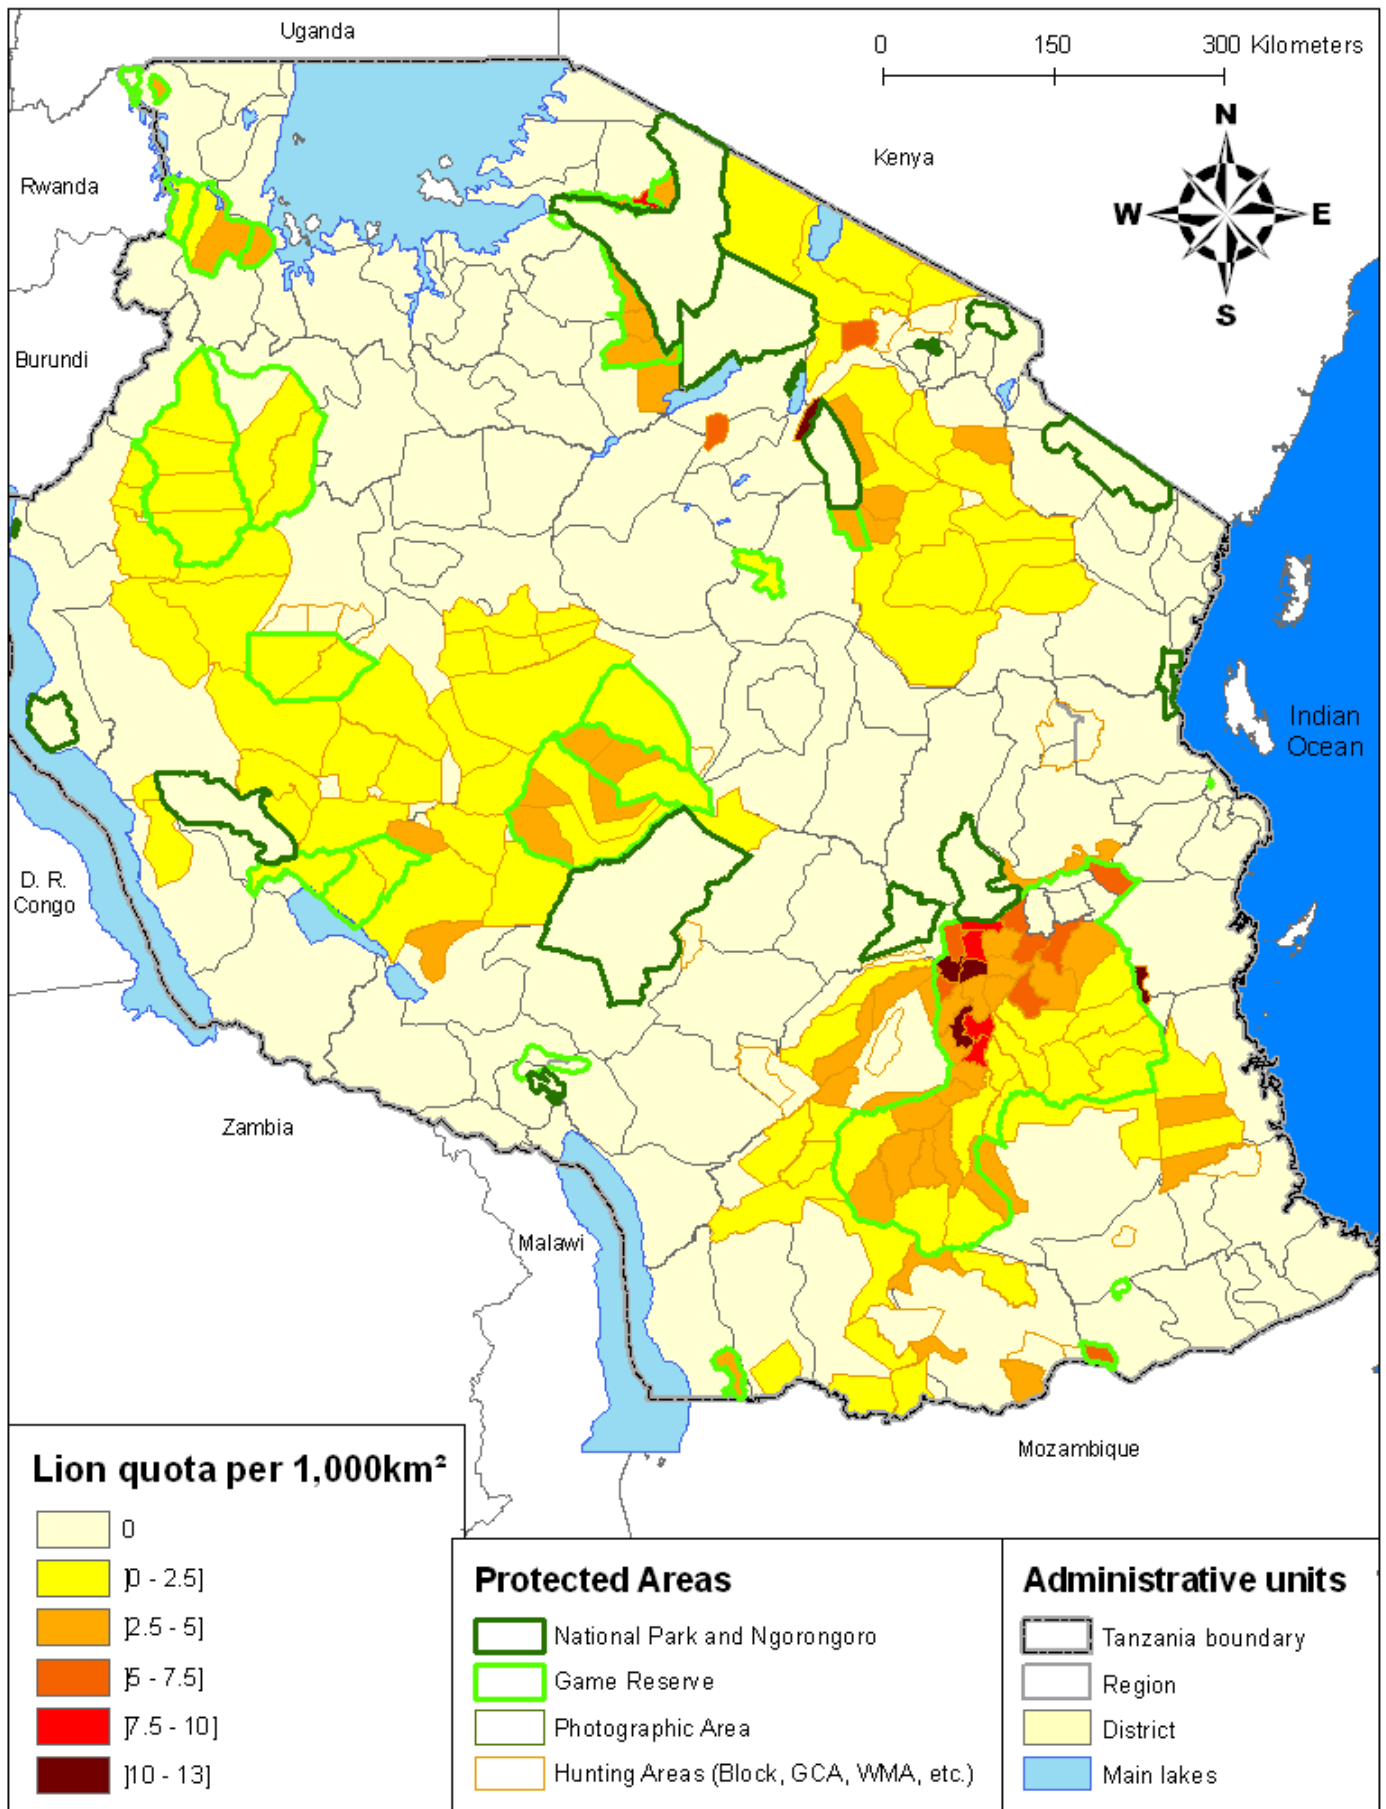 Uganda
0 150 300 Kilometers
N
Kenya
Rwanda
W E
S
Burundi
Indian
Ocean
D. R.
Congo
Zambia
Malawi
Mozambique
Lion quota per 1,000km²
0
]0 - 2.5]
]2.5 - 5]
]5 - 7.5]
]7.5 - 10]
]10 - 13]
Protected Areas
National Park and Ngorongoro
Game Reserve
Photographic Area
Hunting Areas (Block, GCA, WMA, etc.)
Administrative units
Tanzania boundary
Region
District
Main lakes